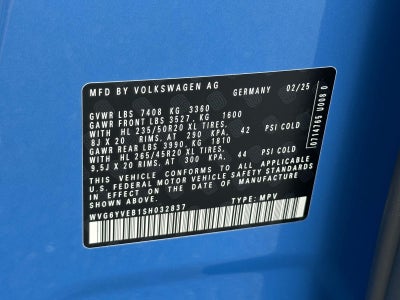 MFD BY VOLKSWAGEN AG GERMANY 02/25
GVWR LBS 7408 KG 3360
GAWR FRONT LBS 3527, KG 1600
WITH HL 235/50R20 XL TIRES.
8J X 20 RIMS. AT 290 KPA. 42 PSI COLD
GAWR REAR LBS 3990, KG 1810
WITH HL 265/45R20 XL TIRES.
9.5J X 20 RIMS. AT 300 KPA. 44 PSI COLD
THIS VEHICLE CONFORMS TO ALL APPLICABLE
U.S. FEDERAL MOTOR VEHICLE SAFETY STANDARDS
IN EFFECT ON THE DATE OF MANUFACTURE
SHOWN ABOVE.
WVG6YVEB1SH032837 TYPE: MPV
0714765 U008 0